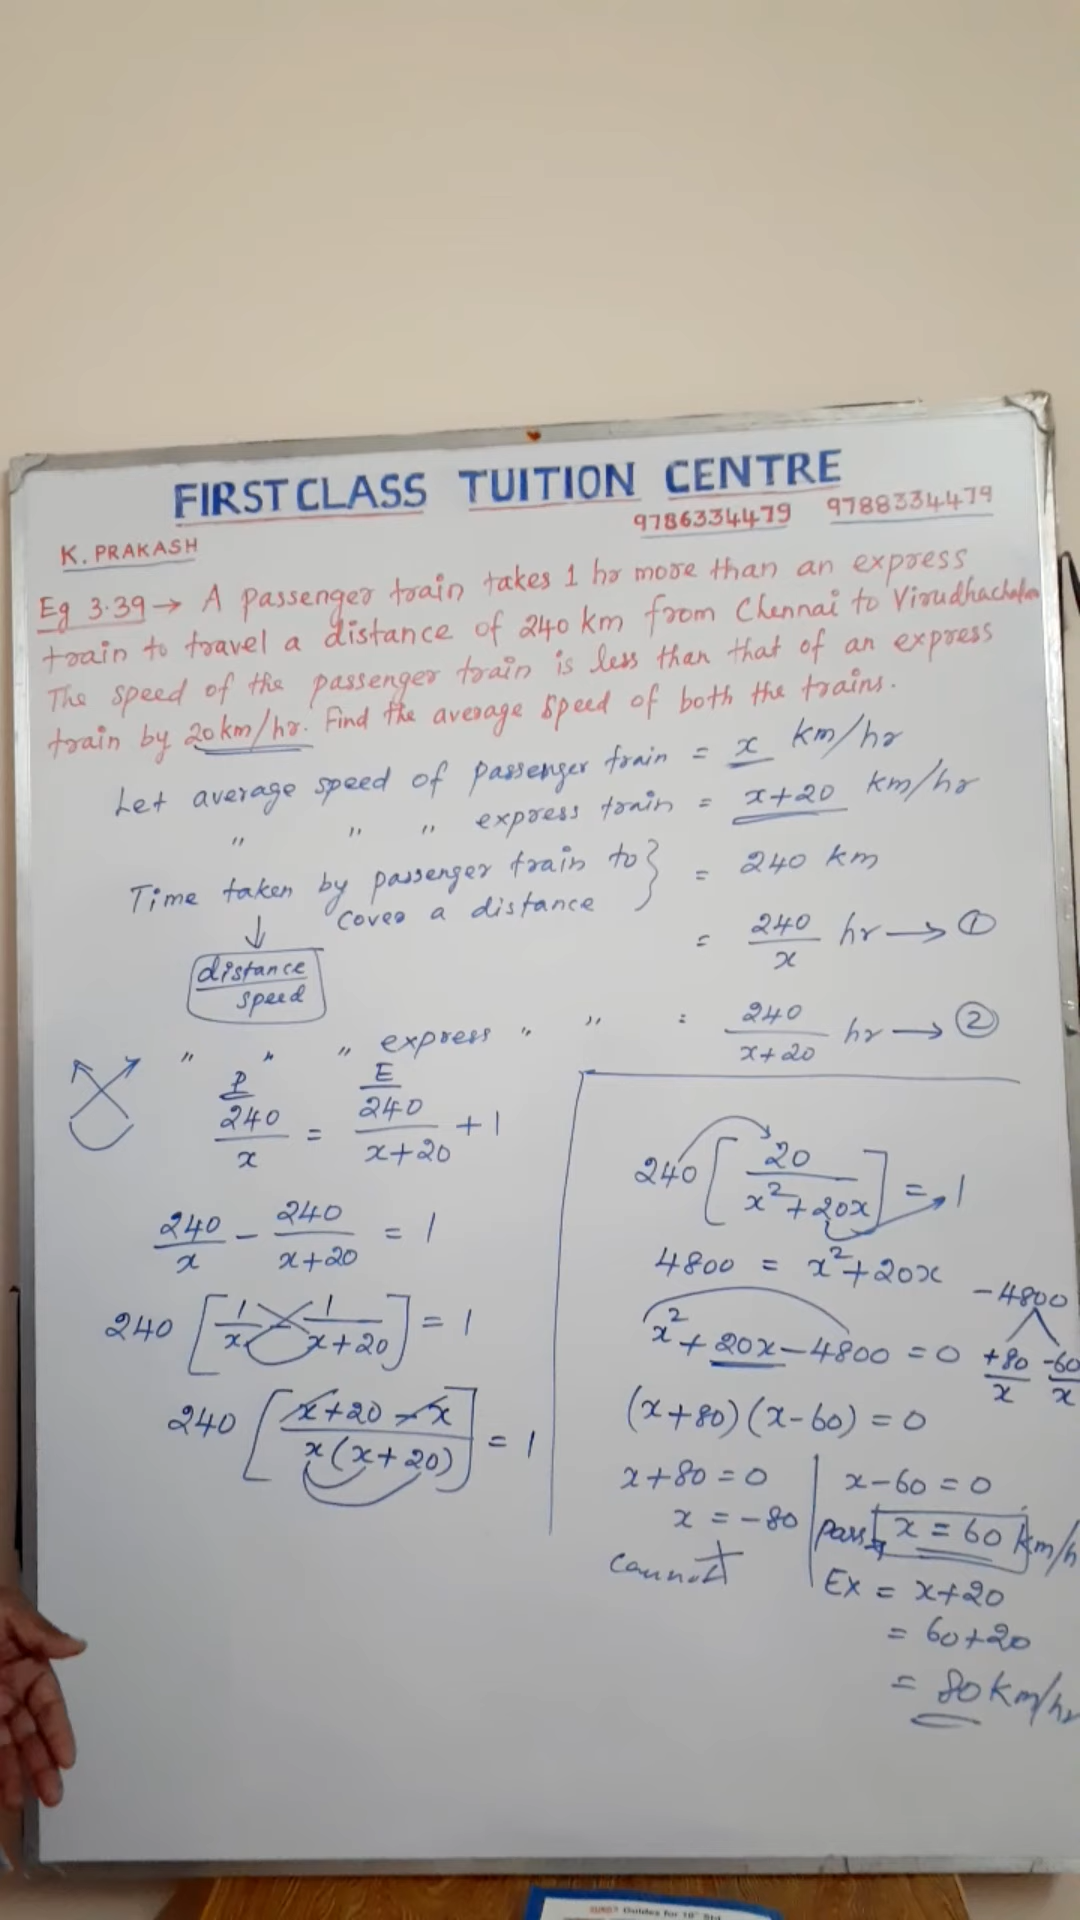 FIRST CLASS TUITION CENTRE
9786334479 9788334479
K. PRAKASH
Eg 3.39 → A passenger train takes 1 hr more than an express
train to travel a distance of 240 km from Chennai to Virudhachalam
The speed of the passenger train is less than that of an express
train by 20 km/hr. Find the average speed of both the trains.
Let average speed of passenger train = x km/hr
" " " express train = x+20 km/hr
Time taken by passenger train to } = 240 km
cover a distance
= 240/x hr → ①
↓
distance/speed
" " " express " " = 240/(x+20) hr → ②
P E
240/x = 240/(x+20) + 1
240/x - 240/(x+20) = 1
240 [1/x - 1/(x+20)] = 1
240 [(x+20-x)/(x(x+20))] = 1
240 [20/(x²+20x)] = 1
4800 = x²+20x
x²+20x-4800 = 0
-4800
+80/x -60/x
(x+80)(x-60) = 0
x+80 = 0
x = -80
cannot
x-60 = 0
Pass x = 60 km/h
Ex = x+20
= 60+20
= 80 km/hr
Guides for 10th Std